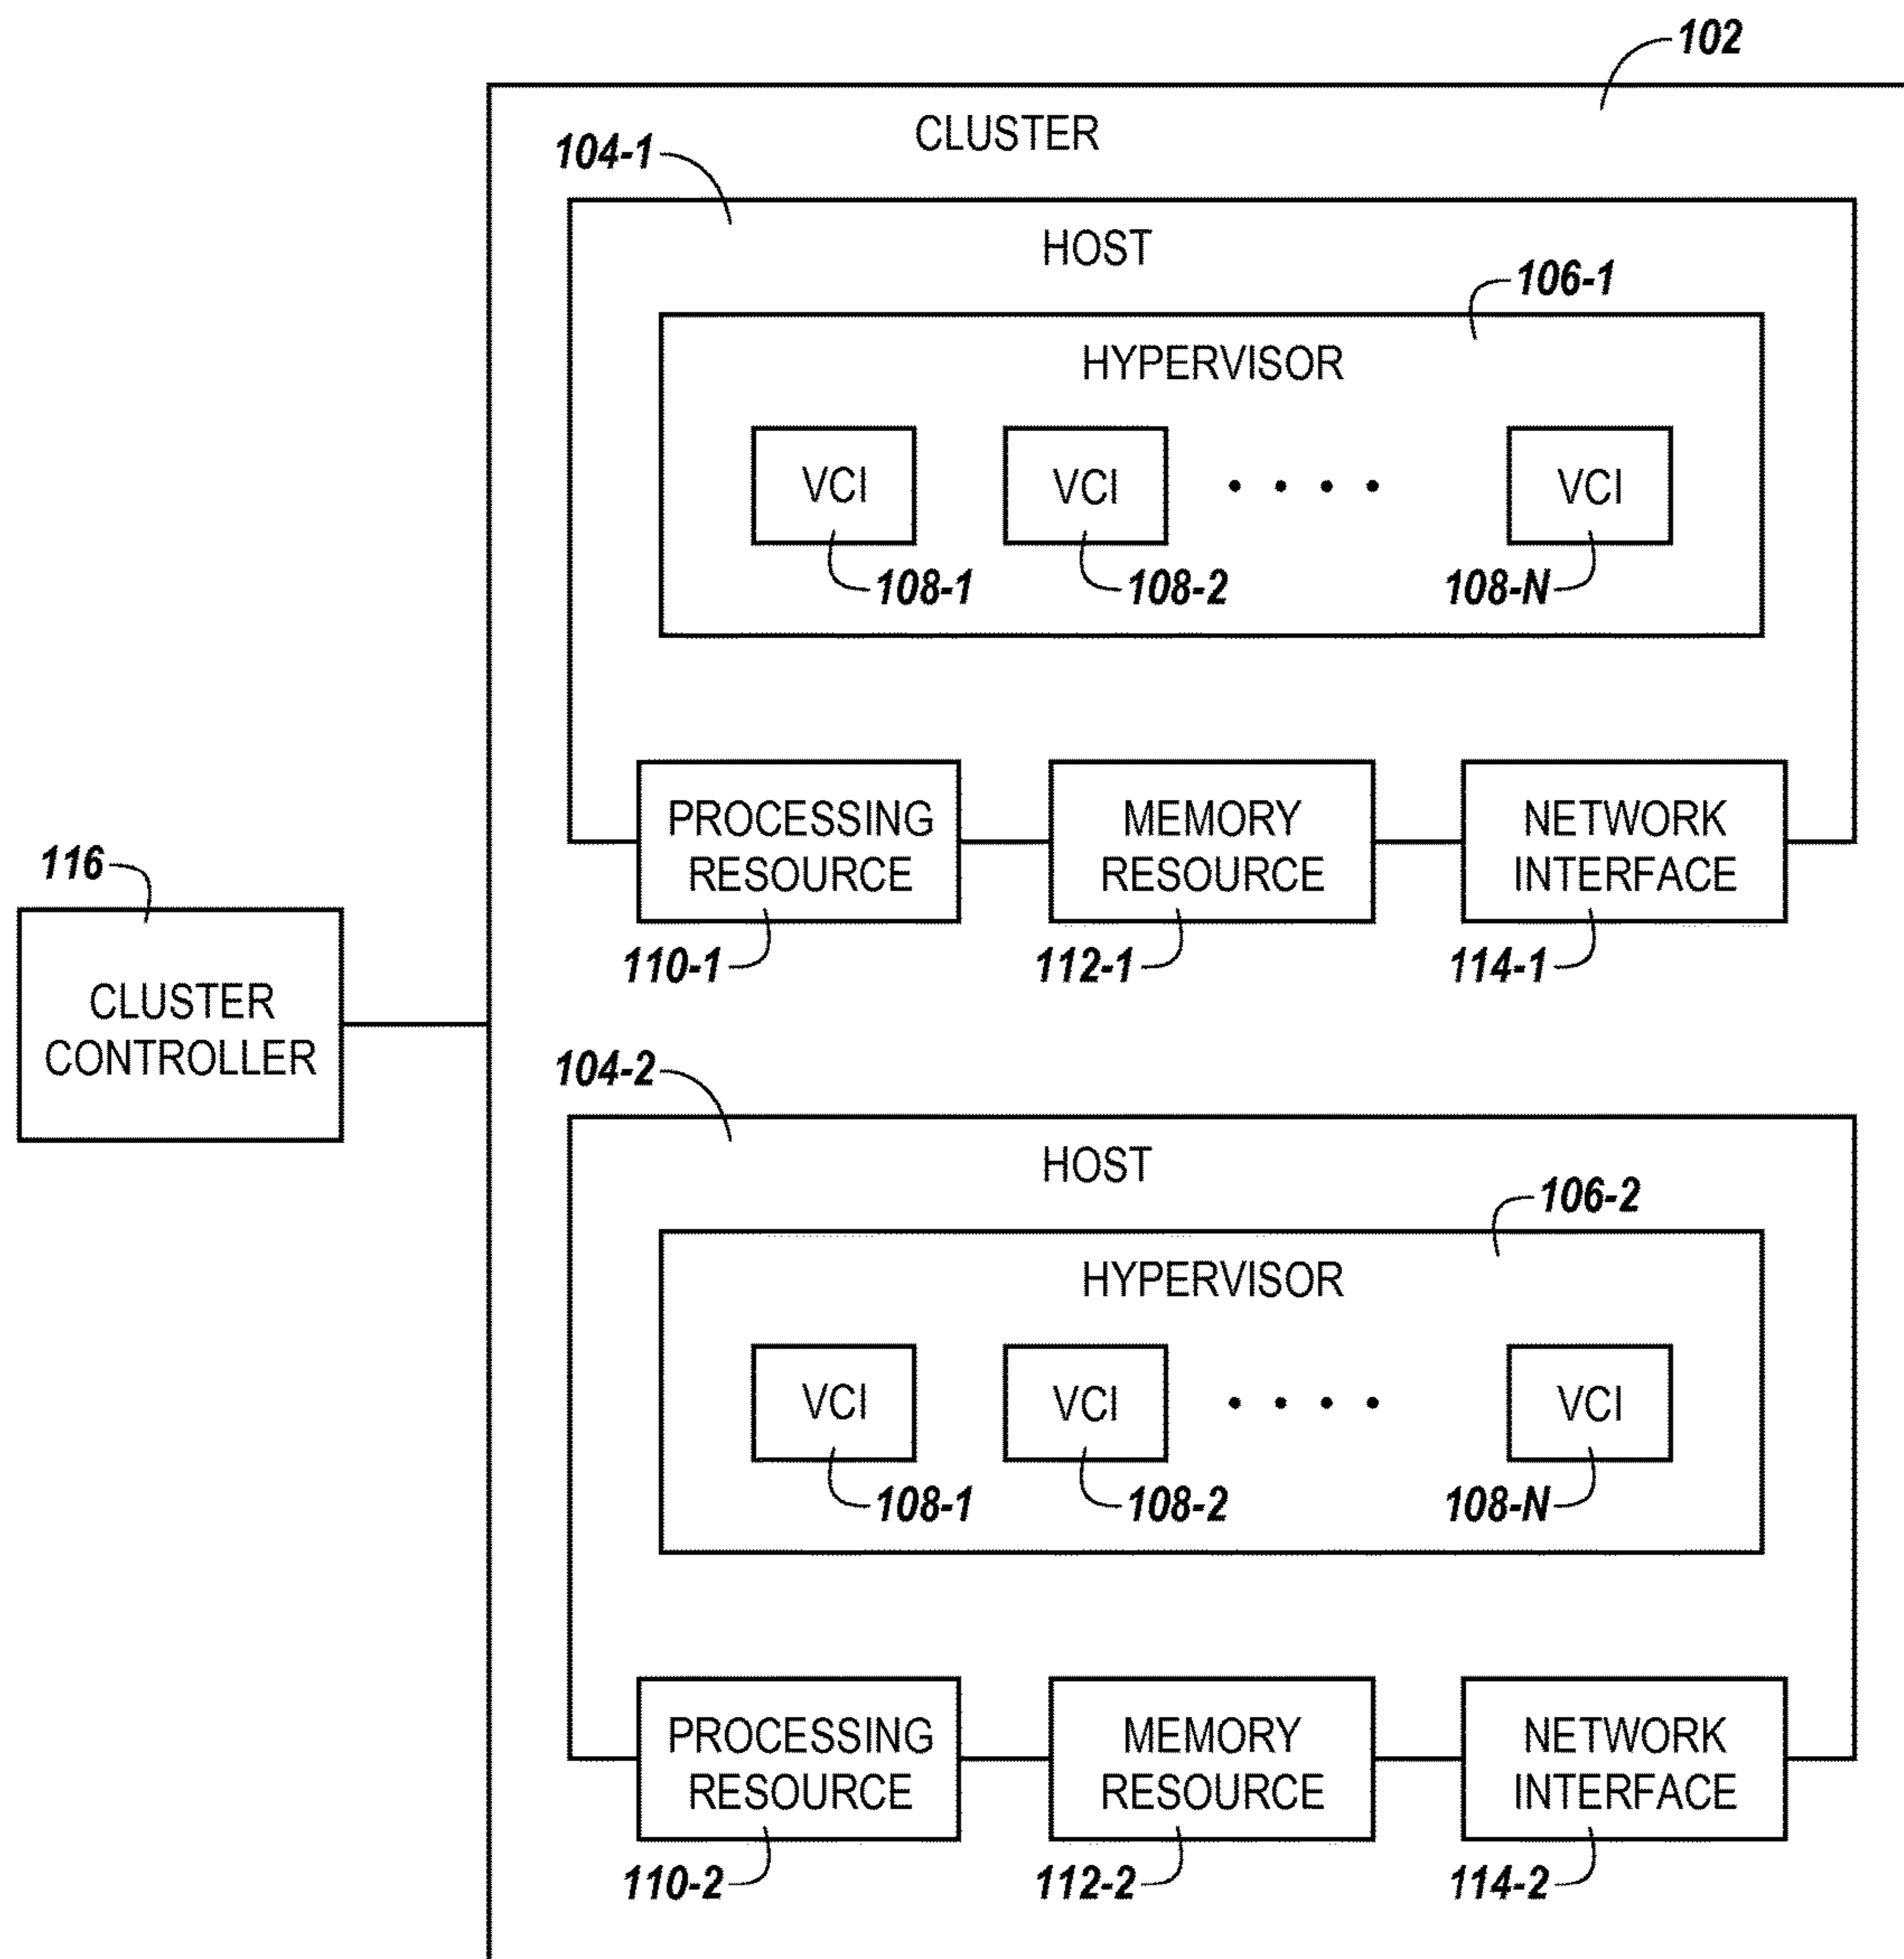 102
CLUSTER
104-1
HOST
106-1
HYPERVISOR
VCI VCI VCI
108-1 108-2 108-N
PROCESSING RESOURCE
MEMORY RESOURCE
NETWORK INTERFACE
110-1 112-1 114-1
116
CLUSTER
CONTROLLER
104-2
HOST
106-2
HYPERVISOR
VCI VCI VCI
108-1 108-2 108-N
PROCESSING RESOURCE
MEMORY RESOURCE
NETWORK INTERFACE
110-2 112-2 114-2